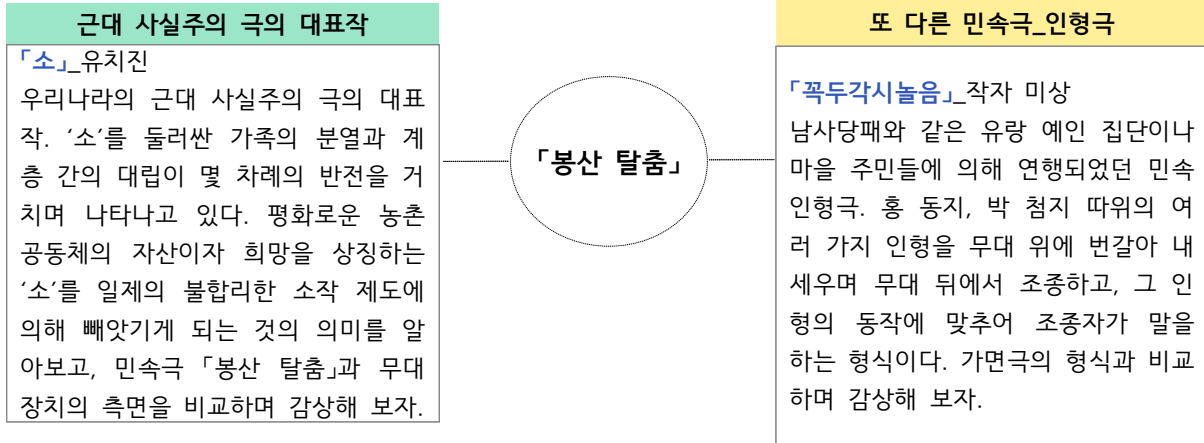 근대 사실주의 극의 대표작
「소」_유치진
우리나라의 근대 사실주의 극의 대표
작. ‘소’를 둘러싼 가족의 분열과 계
층 간의 대립이 몇 차례의 반전을 거
치며 나타나고 있다. 평화로운 농촌
공동체의 자산이자 희망을 상징하는
‘소’를 일제의 불합리한 소작 제도에
의해 빼앗기게 되는 것의 의미를 알
아보고, 민속극 「봉산 탈춤」과 무대
장치의 측면을 비교하며 감상해 보자.
「봉산 탈춤」
또 다른 민속극_인형극
「꼭두각시놀음」_작자 미상
남사당패와 같은 유랑 예인 집단이나
마을 주민들에 의해 연행되었던 민속
인형극. 홍 동지, 박 첨지 따위의 여
러 가지 인형을 무대 위에 번갈아 내
세우며 무대 뒤에서 조종하고, 그 인
형의 동작에 맞추어 조종자가 말을
하는 형식이다. 가면극의 형식과 비교
하며 감상해 보자.